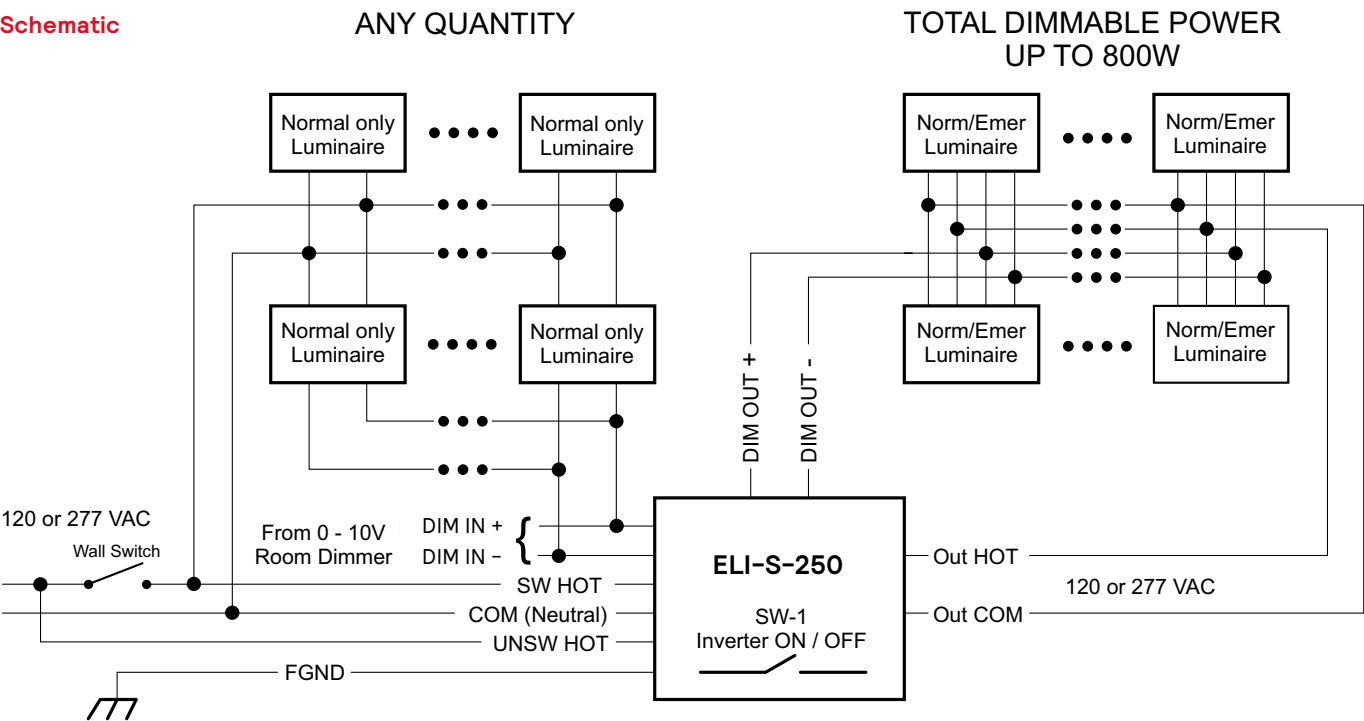 Schematic
ANY QUANTITY
TOTAL DIMMABLE POWER
UP TO 800W
Normal only
Luminaire
Normal only
Luminaire
Norm/Emer
Luminaire
Norm/Emer
Luminaire
Normal only
Luminaire
Normal only
Luminaire
Norm/Emer
Luminaire
Norm/Emer
Luminaire
DIM OUT +
DIM OUT -
120 or 277 VAC
Wall Switch
From 0 - 10V
Room Dimmer
DIM IN +
DIM IN -
SW HOT
COM (Neutral)
UNSW HOT
FGND
ELI-S-250
SW-1
Inverter ON / OFF
Out HOT
120 or 277 VAC
Out COM